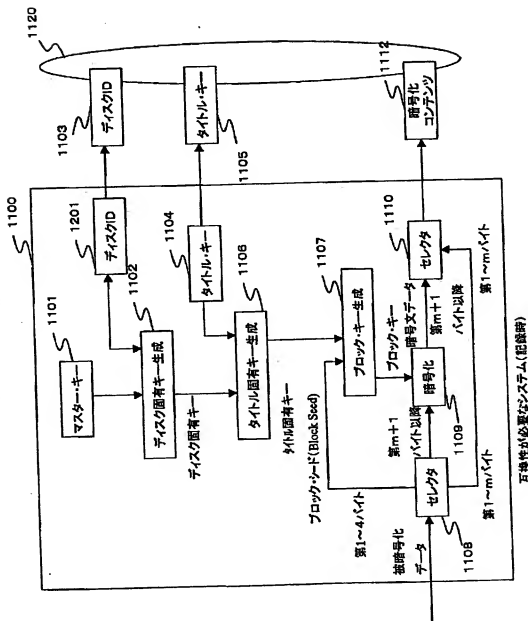 1100
1101
マスター・キー
1201
ディスクID
1103
ディスクID
1120
1102
ディスク固有キー生成
ディスク固有キー
1104
タイトル・キー
1105
タイトル・キー
1106
タイトル固有キー生成
タイトル固有キー
1107
ブロック・キー生成
ブロック・シード(Block Seed)
ブロック・キー
第1~4バイト
被暗号化
データ
1108
セレクタ
第m+1
バイト以降
1109
暗号化
暗号文データ
第m+1
バイト以降
1110
セレクタ
1112
暗号化
コンテンツ
第1~mバイト
第1~mバイト
互換性が必要なシステム(記録時)